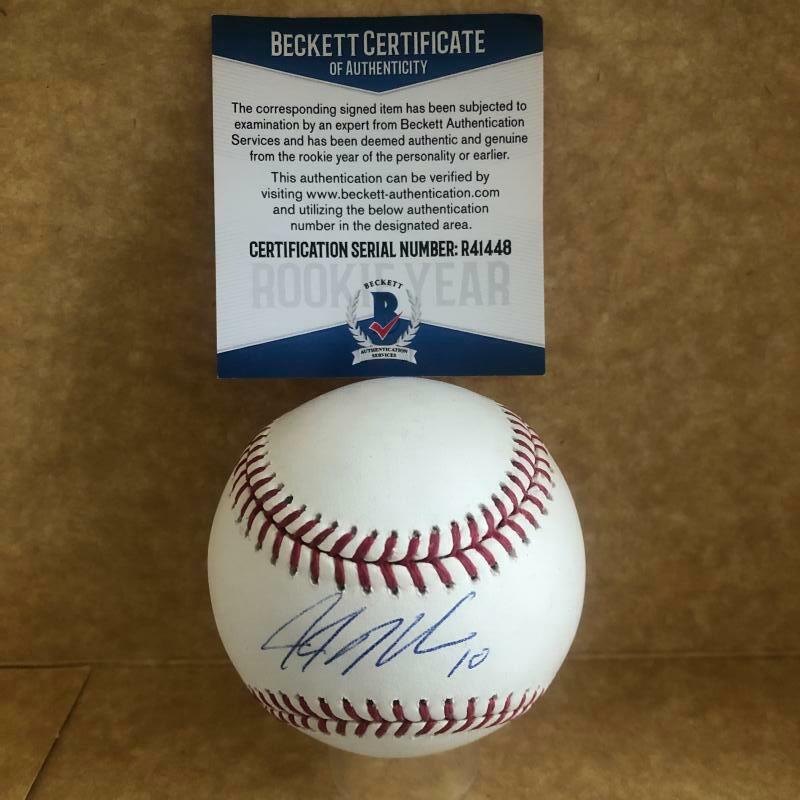 BECKETT CERTIFICATE
OF AUTHENTICITY
The corresponding signed item has been subjected to
examination by an expert from Beckett Authentication
Services and has been deemed authentic and genuine
from the rookie year of the personality or earlier.
This authentication can be verified by
visiting www.beckett-authentication.com
and utilizing the below authentication
number in the designated area.
CERTIFICATION SERIAL NUMBER: R41448
ROOKIE YEAR
BECKETT
B
AUTHENTICATION
SERVICES
10